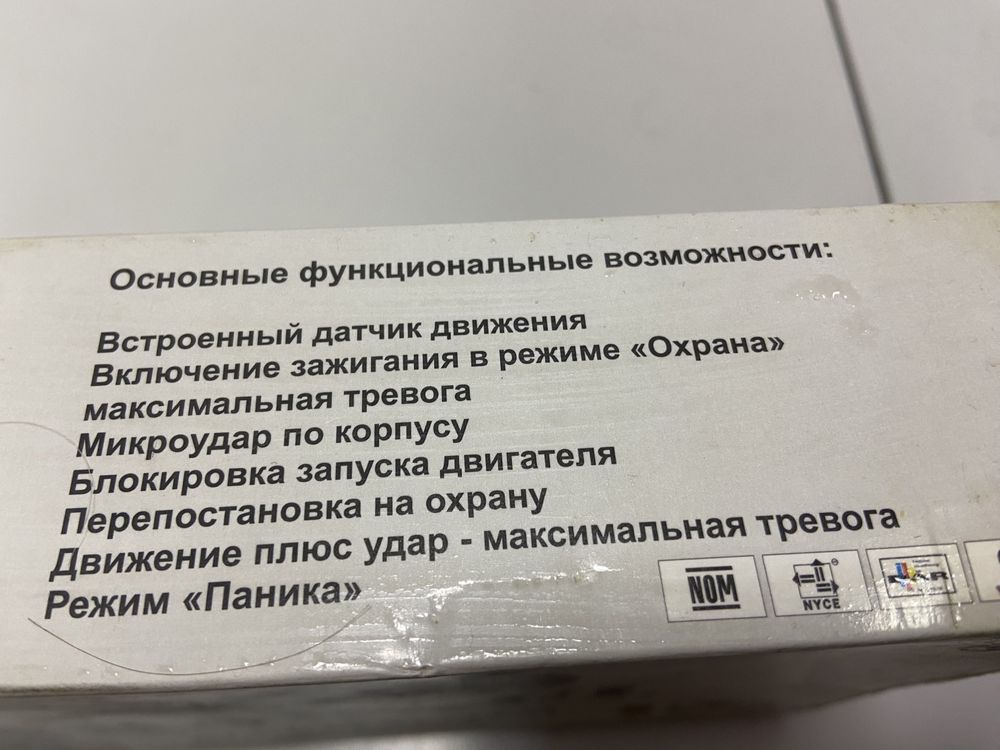 Основные функциональные возможности:
Встроенный датчик движения
Включение зажигания в режиме «Охрана»
максимальная тревога
Микроудар по корпусу
Блокировка запуска двигателя
Перепостановка на охрану
Движение плюс удар - максимальная тревога
Режим «Паника»
NOM
NYCE